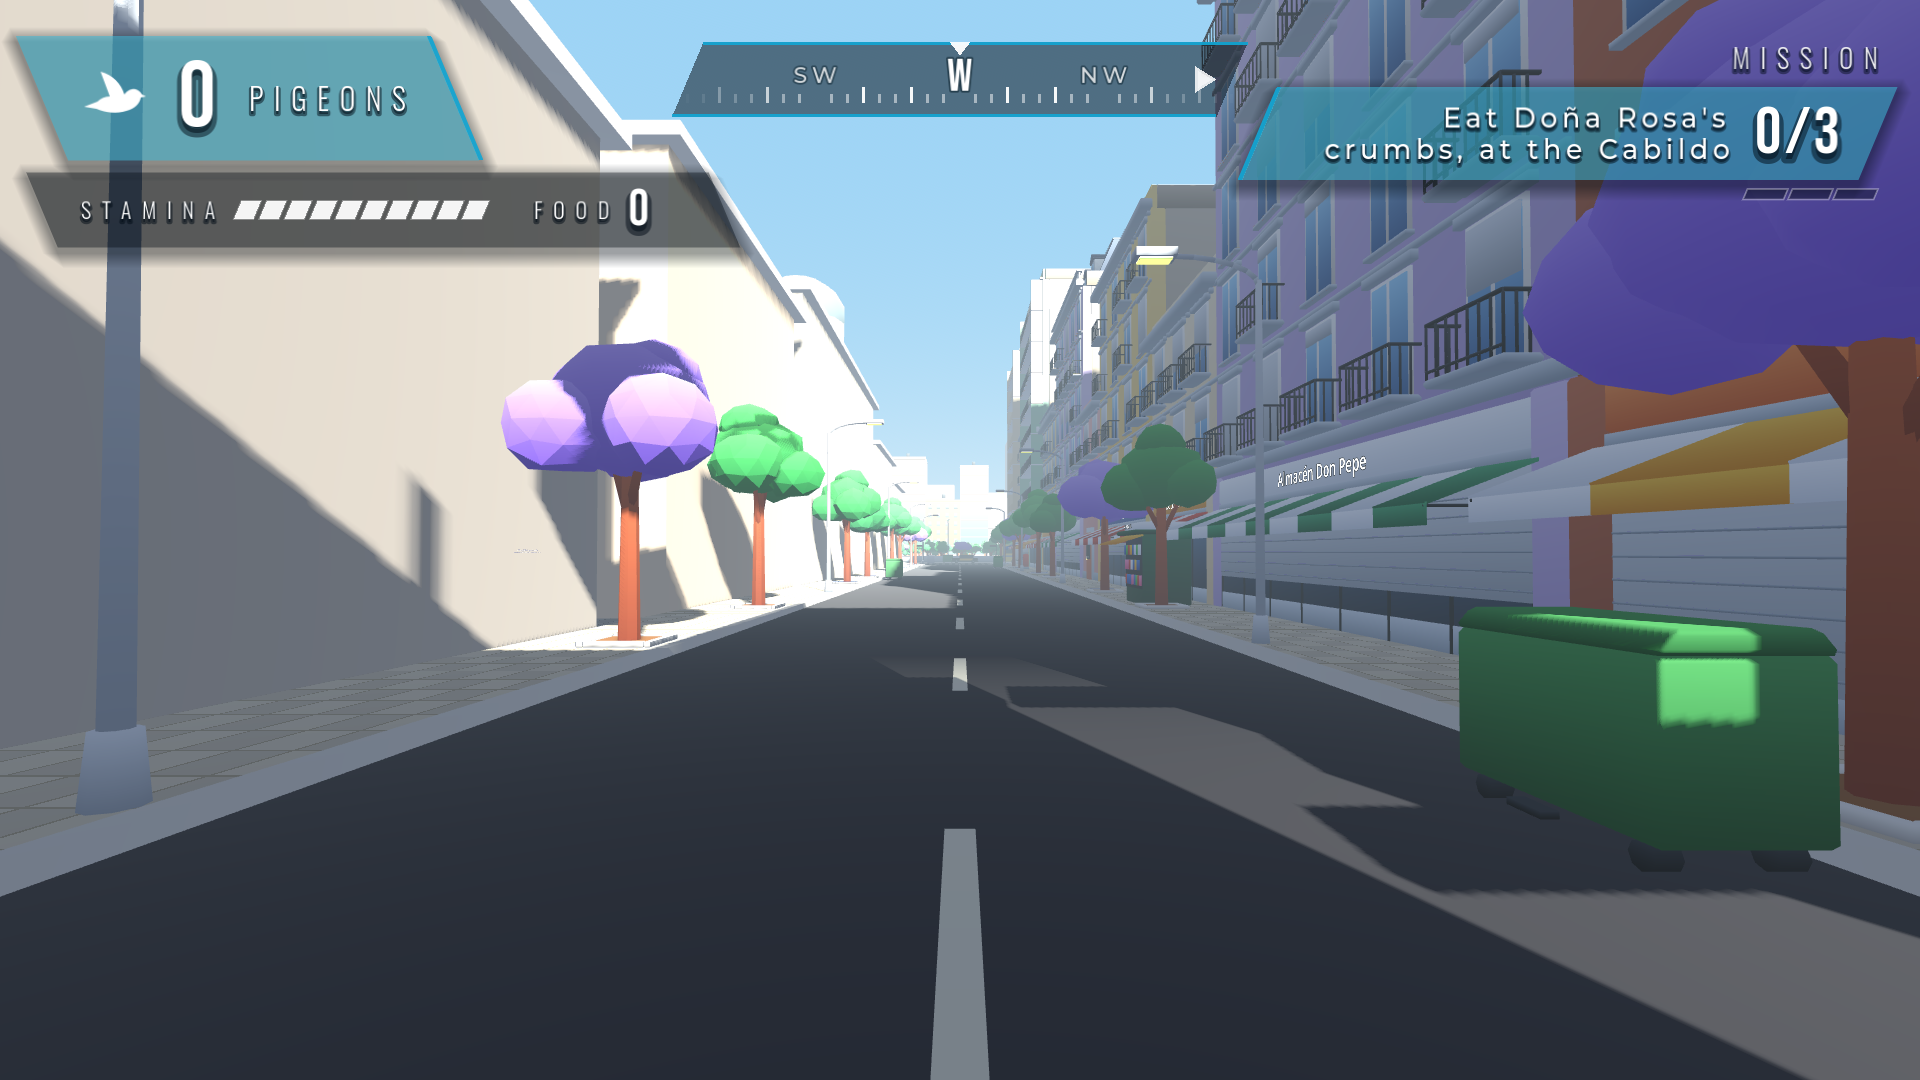 0 PIGEONS
STAMINA
FOOD 0
SW W NW
MISSION
Eat Doña Rosa's
crumbs, at the Cabildo
0/3
Almacén Don Pepe